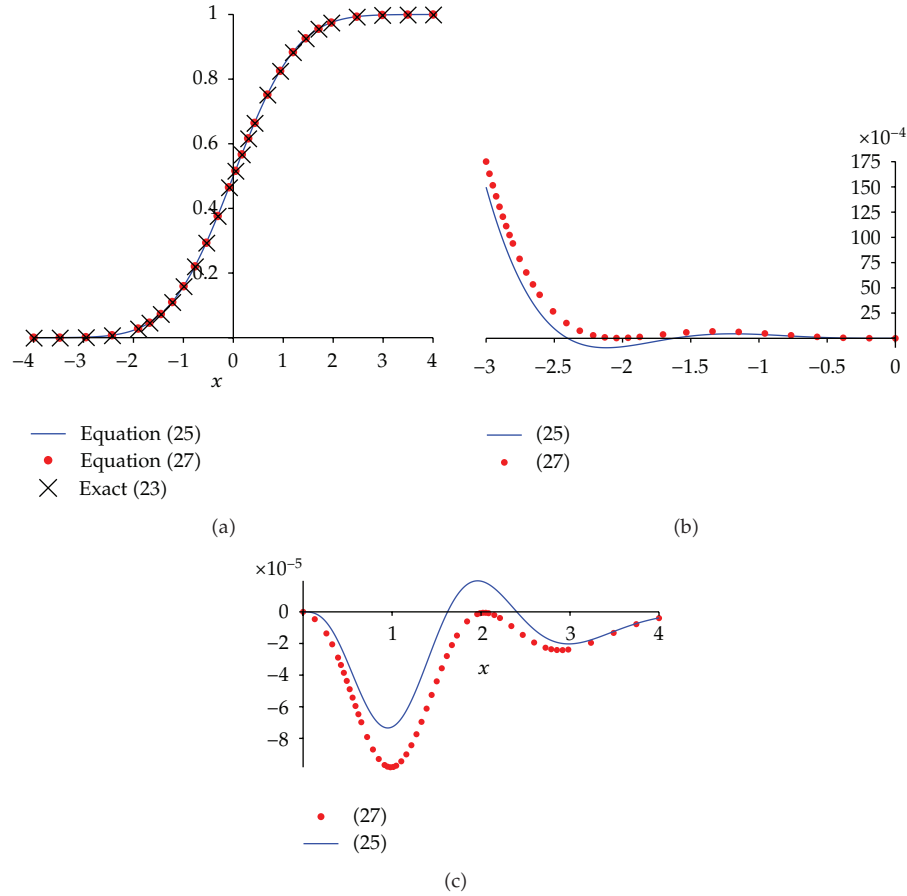 1
0.8
0.6
0.4
0.2
−4 −3 −2 −1 0 1 2 3 4
x
Equation (25)
Equation (27)
Exact (23)
(a)
×10⁻⁴
175
150
125
100
75
50
25
−3 −2.5 −2 −1.5 −1 −0.5 0
(25)
(27)
(b)
×10⁻⁵
0
1 2 3 4
−2
x
−4
−6
−8
(27)
(25)
(c)